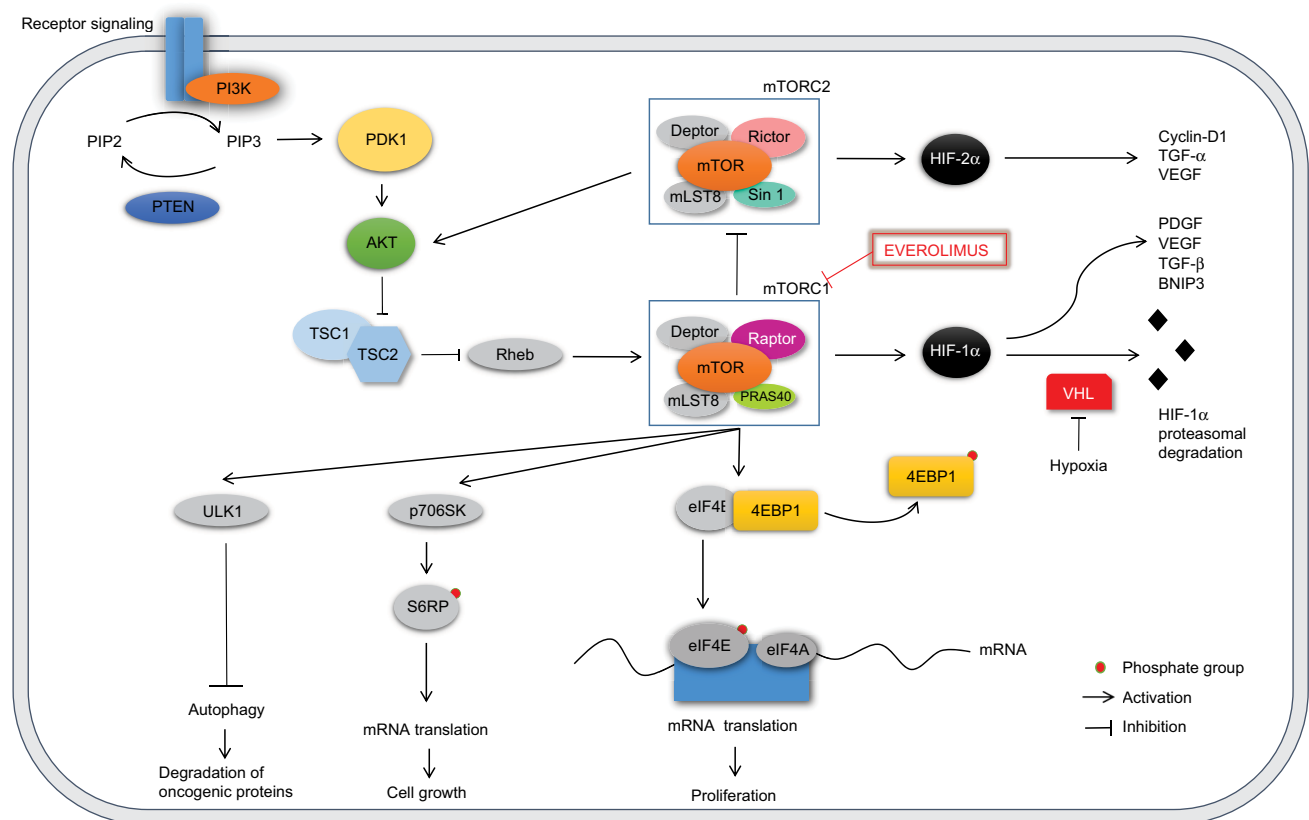 Receptor signaling
PI3K
PIP2
PIP3
PDK1
PTEN
AKT
TSC1
TSC2
Rheb
mTORC2
Deptor
Rictor
mTOR
mLST8
Sin 1
HIF-2α
Cyclin-D1
TGF-α
VEGF
EVEROLIMUS
mTORC1
Deptor
Raptor
mTOR
mLST8
PRAS40
HIF-1α
PDGF
VEGF
TGF-β
BNIP3
VHL
Hypoxia
HIF-1α
proteasomal
degradation
ULK1
p706SK
eIF4E
4EBP1
4EBP1
S6RP
eIF4E
eIF4A
mRNA
Autophagy
Degradation of
oncogenic proteins
mRNA translation
Cell growth
mRNA translation
Proliferation
Phosphate group
Activation
Inhibition